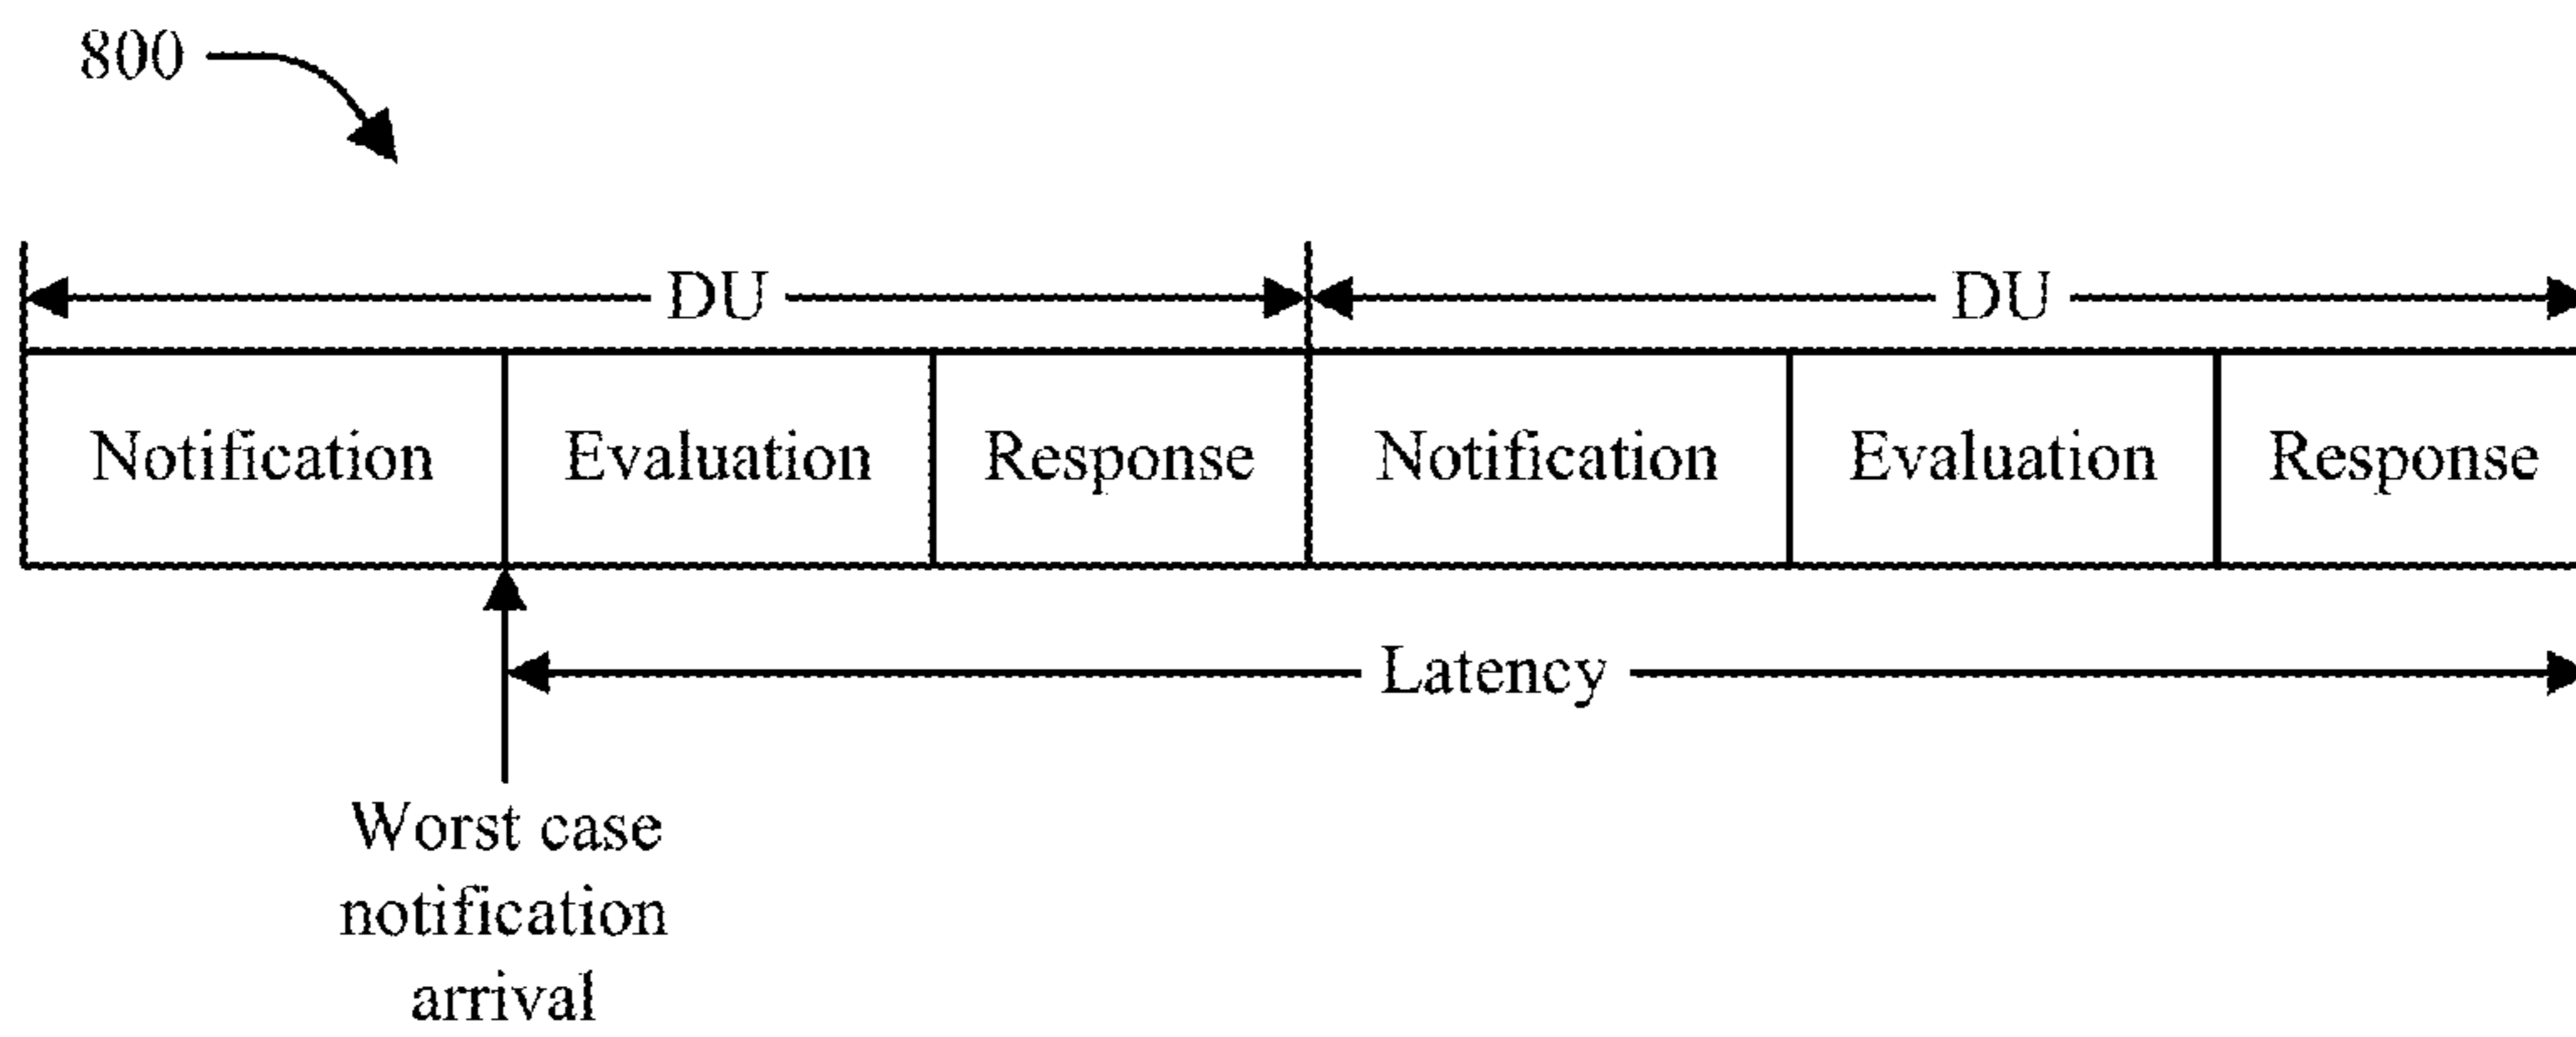 800
DU DU
Notification Evaluation Response Notification Evaluation Response
Latency
Worst case
notification
arrival